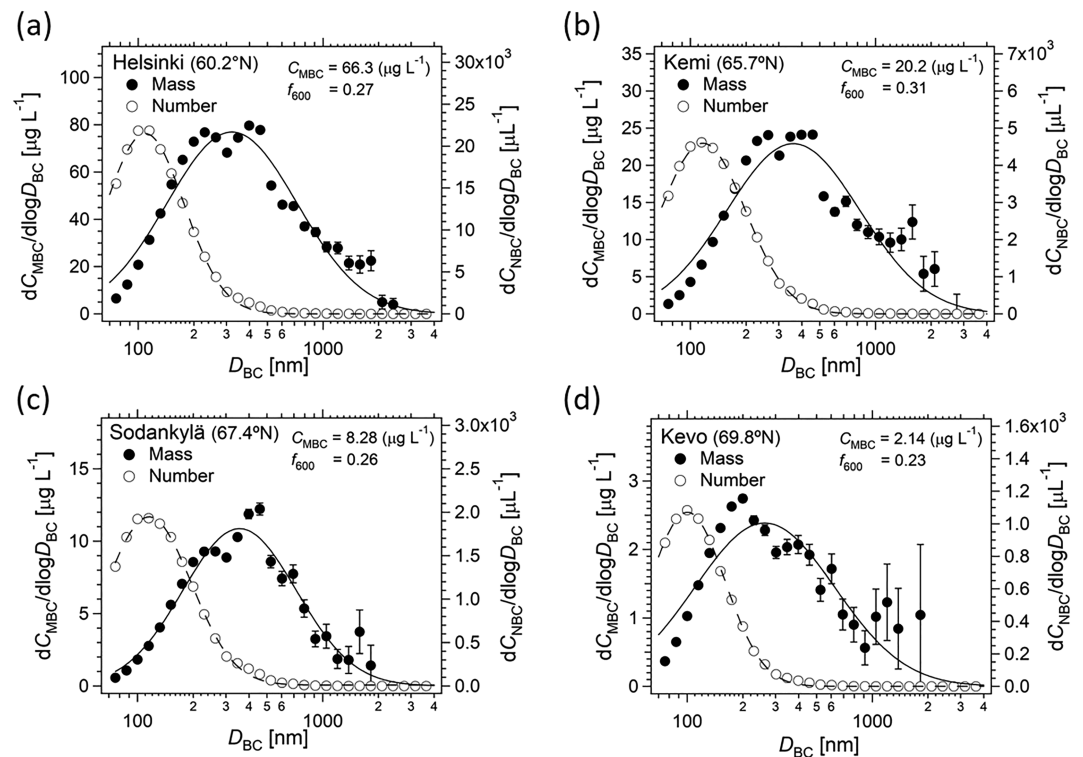 (a)
Helsinki (60.2ºN)
Mass
Number
C_MBC = 66.3 (μg L⁻¹)
f₆₀₀ = 0.27
dC_MBC/dlogD_BC [μg L⁻¹]
100
80
60
40
20
0
30x10³
25
20
15
10
5
0
dC_NBC/dlogD_BC [μL⁻¹]
100 2 3 4 5 6 1000 2 3 4
D_BC [nm]
(b)
Kemi (65.7ºN)
Mass
Number
C_MBC = 20.2 (μg L⁻¹)
f₆₀₀ = 0.31
dC_MBC/dlogD_BC [μg L⁻¹]
35
30
25
20
15
10
5
0
7x10³
6
5
4
3
2
1
0
dC_NBC/dlogD_BC [μL⁻¹]
100 2 3 4 5 6 1000 2 3 4
D_BC [nm]
(c)
Sodankylä (67.4ºN)
Mass
Number
C_MBC = 8.28 (μg L⁻¹)
f₆₀₀ = 0.26
dC_MBC/dlogD_BC [μg L⁻¹]
15
10
5
0
3.0x10³
2.5
2.0
1.5
1.0
0.5
0.0
dC_NBC/dlogD_BC [μL⁻¹]
100 2 3 4 5 6 1000 2 3 4
D_BC [nm]
(d)
Kevo (69.8ºN)
Mass
Number
C_MBC = 2.14 (μg L⁻¹)
f₆₀₀ = 0.23
dC_MBC/dlogD_BC [μg L⁻¹]
3
2
1
0
1.6x10³
1.4
1.2
1.0
0.8
0.6
0.4
0.2
0.0
dC_NBC/dlogD_BC [μL⁻¹]
100 2 3 4 5 6 1000 2 3 4
D_BC [nm]